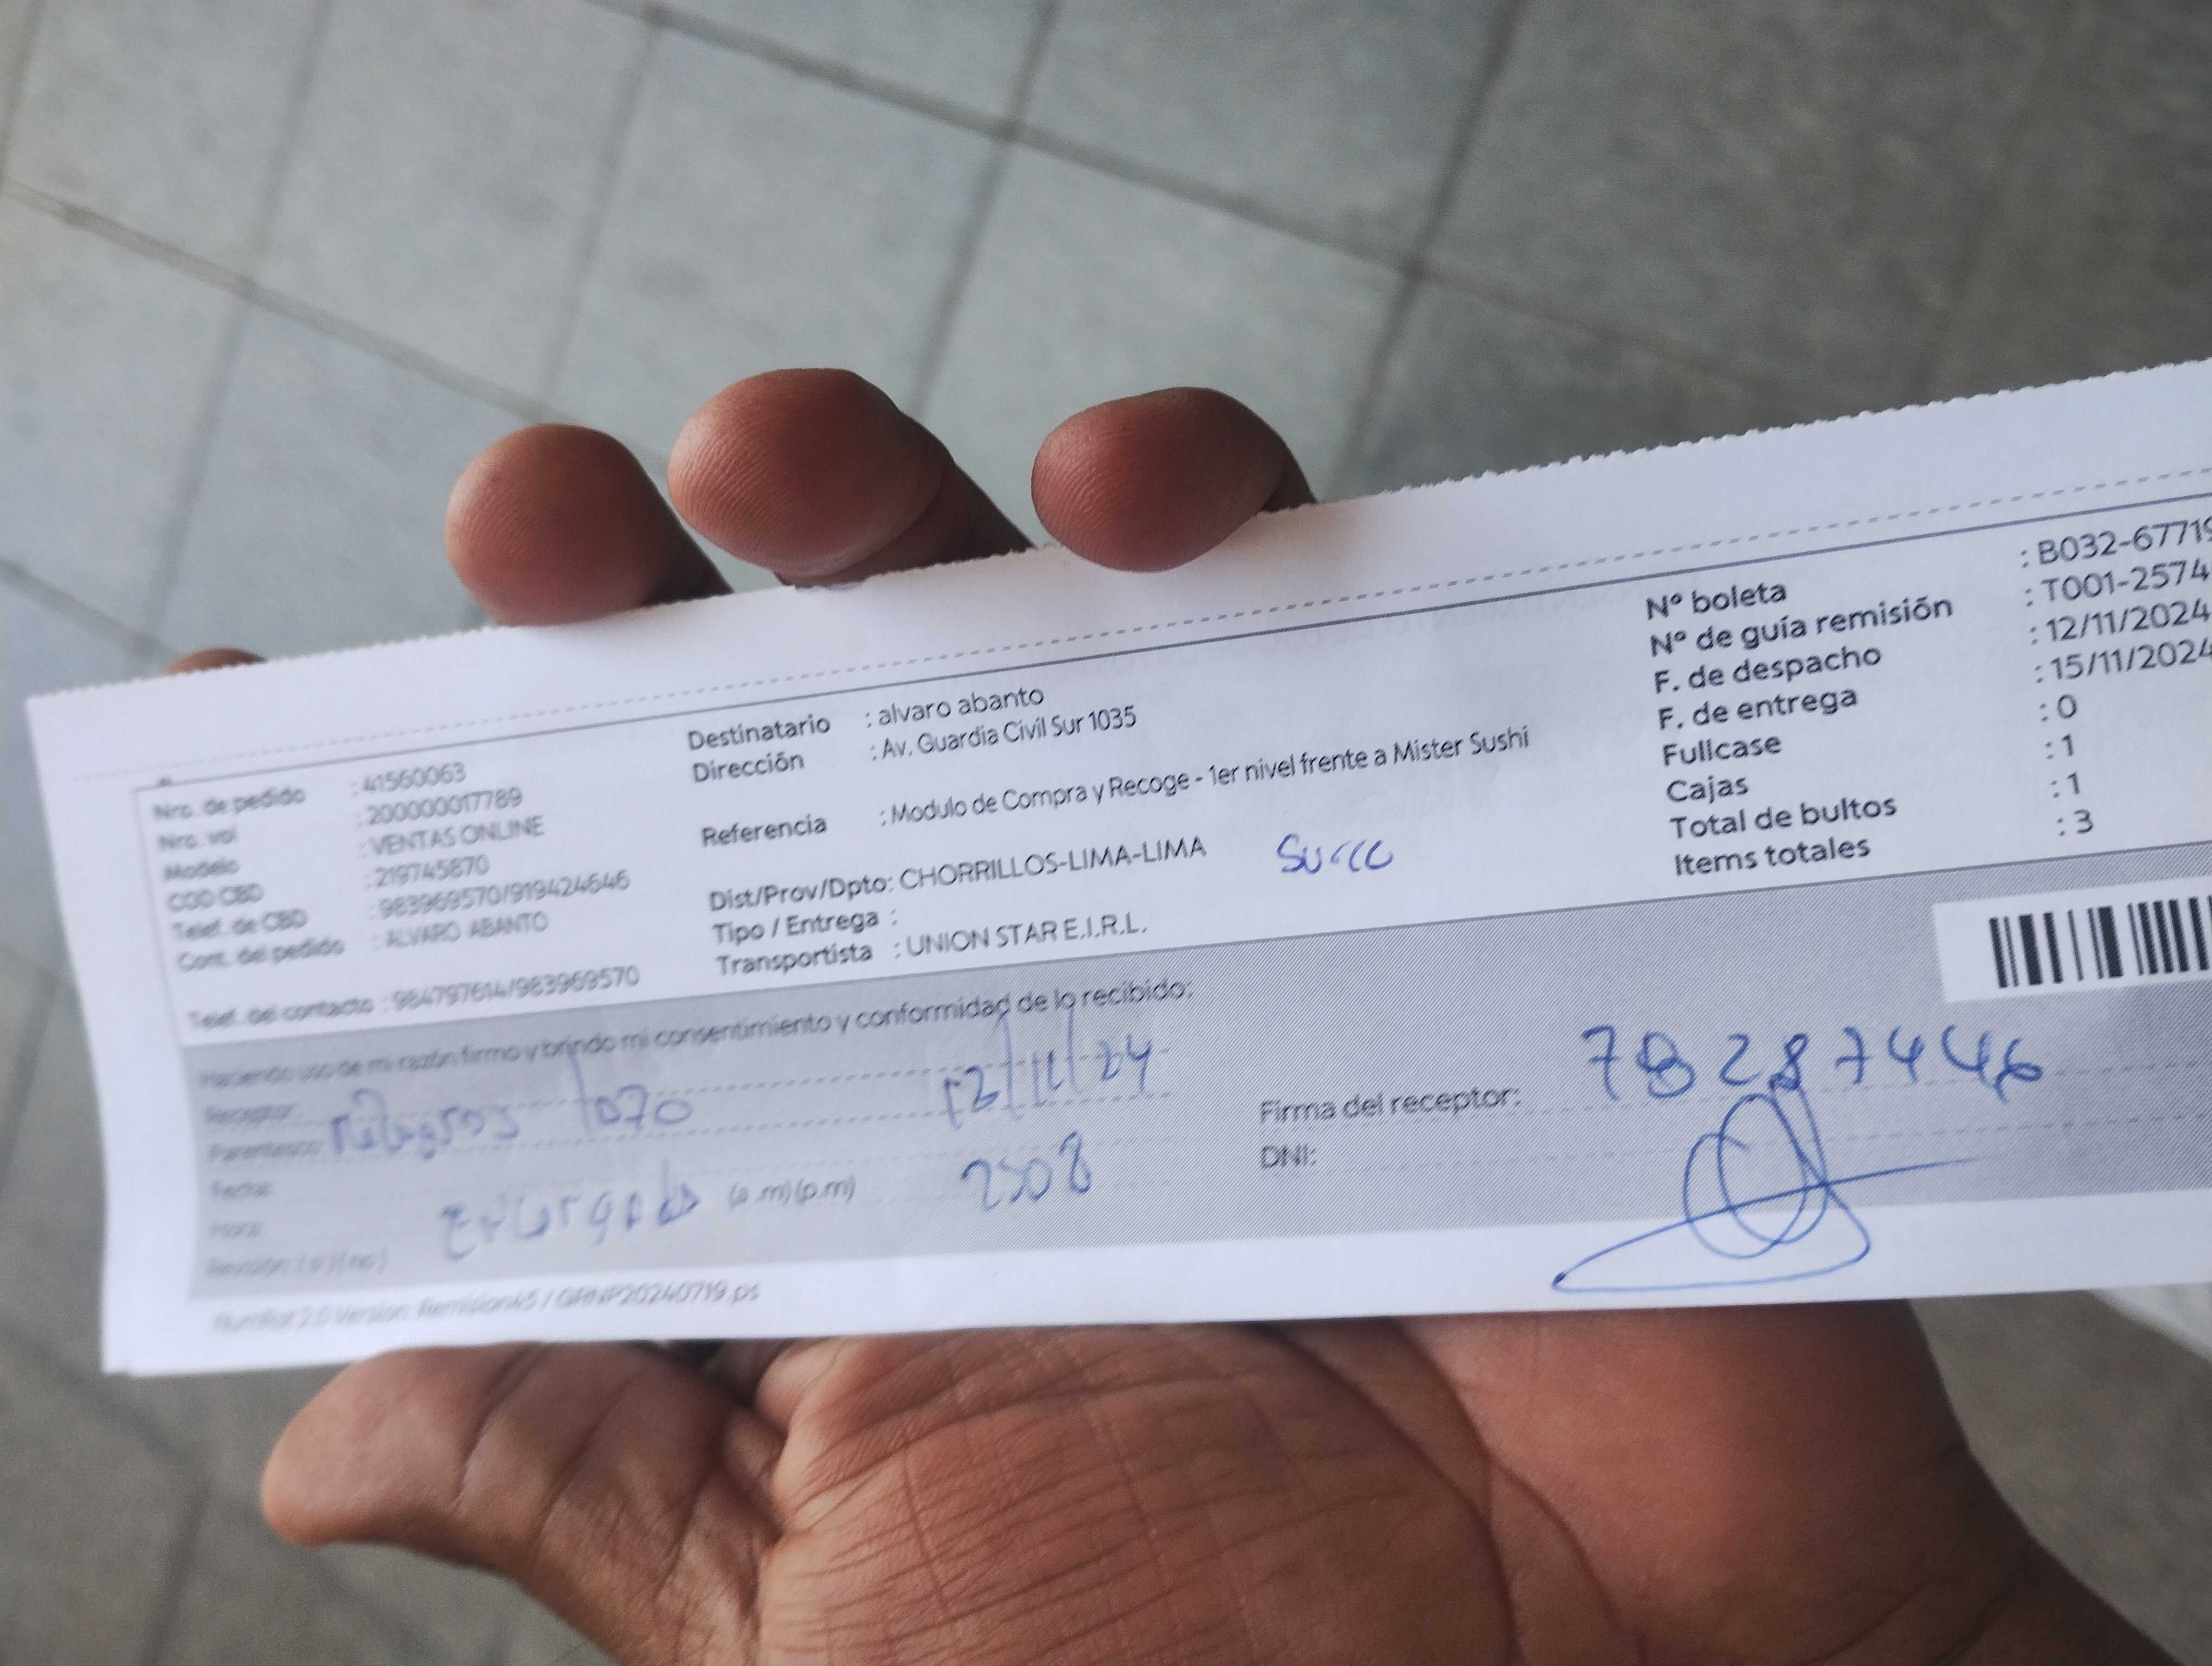 Nro. de pedido : 41560063
Nro. vol : 200000017789
Modelo : VENTAS ONLINE
COD CBD : 219745870
Telef. de CBD : 983969570/919424646
Cont. del pedido : ALVARO ABANTO
Telef. del contacto : 984797614/983969570
Destinatario : alvaro abanto
Dirección : Av. Guardia Civil Sur 1035
Referencia : Modulo de Compra y Recoge - 1er nivel frente a Mister Sushi
Dist/Prov/Dpto: CHORRILLOS-LIMA-LIMA Surco
Tipo / Entrega :
Transportista : UNION STAR E.I.R.L.
Nº boleta : B032-67719
Nº de guía remisión : T001-2574
F. de despacho : 12/11/2024
F. de entrega : 15/11/2024
Fullcase : 0
Cajas : 1
Total de bultos : 1
Items totales : 3
Haciendo uso de mi razón firmo y brindo mi consentimiento y conformidad de lo recibido:
Receptor:
Parentesco: Milagros
12/11/24
Fecha:
Hora: (a.m)(p.m)
Encargada
2508
Revisión: (si)(no)
Firma del receptor:
DNI: